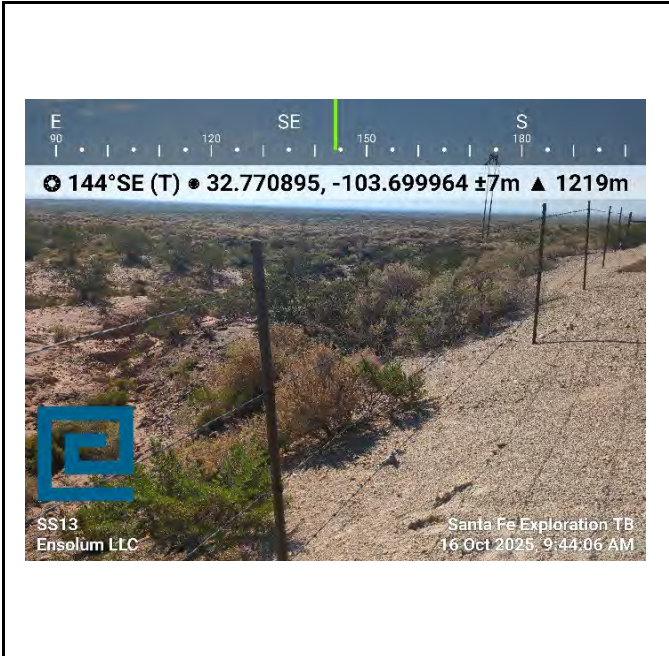 E SE S
90 120 150 180
144°SE (T) 32.770895, -103.699964 ±7m ▲ 1219m
SS13
Ensolum LLC
Santa Fe Exploration TB
16 Oct 2025, 9:44:06 AM